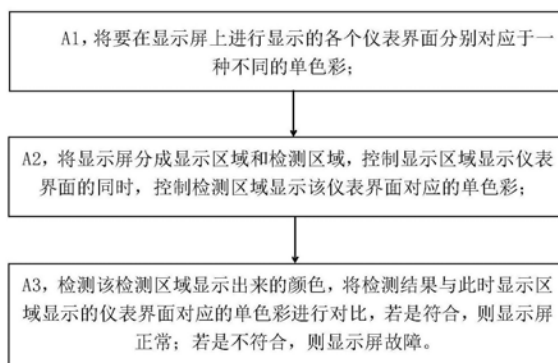 A1，将要在显示屏上进行显示的各个仪表界面分别对应于一
种不同的单色彩；
A2，将显示屏分成显示区域和检测区域，控制显示区域显示仪表
界面的同时，控制检测区域显示该仪表界面对应的单色彩；
A3，检测该检测区域显示出来的颜色，将检测结果与此时显示区
域显示的仪表界面对应的单色彩进行对比，若是符合，则显示屏
正常；若是不符合，则显示屏故障。